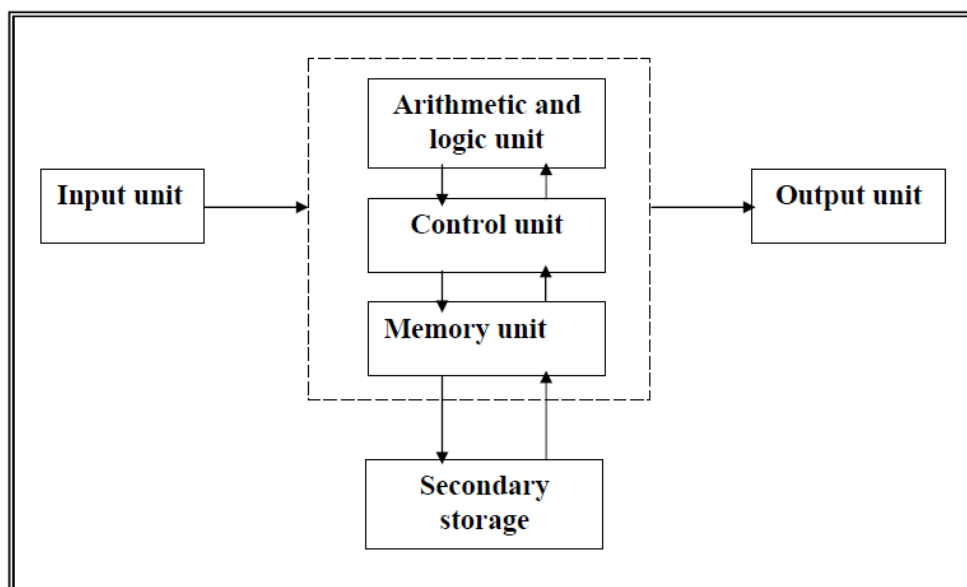 Arithmetic and
logic unit
Input unit
Control unit
Output unit
Memory unit
Secondary
storage